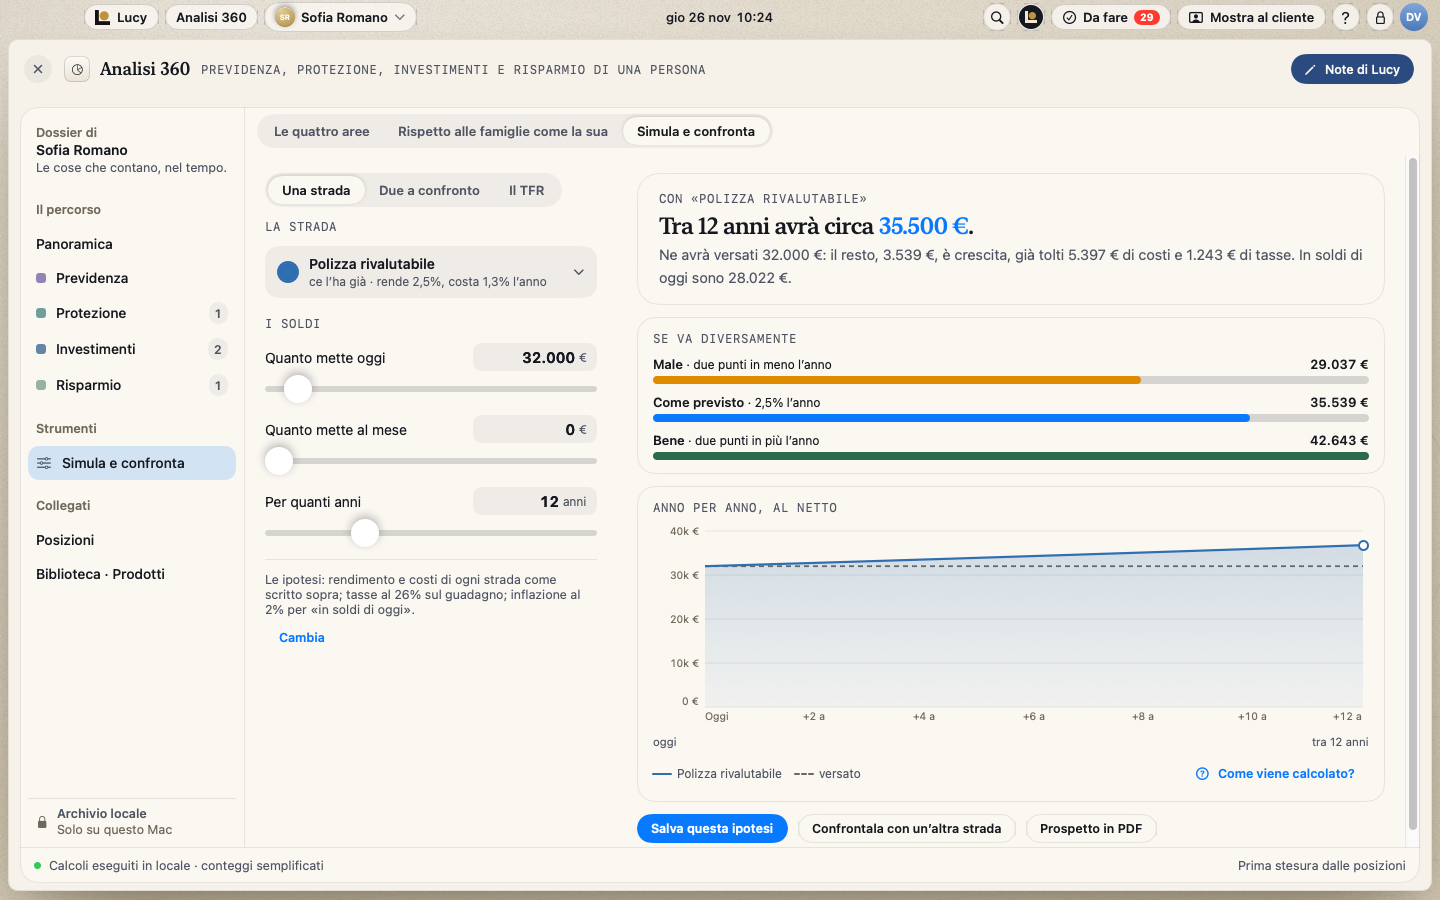 Lucy
Analisi 360
SR Sofia Romano
gio 26 nov 10:24
Da fare 29
Mostra al cliente
?
DV
Analisi 360 PREVIDENZA, PROTEZIONE, INVESTIMENTI E RISPARMIO DI UNA PERSONA
Note di Lucy
Dossier di
Sofia Romano
Le cose che contano, nel tempo.
Il percorso
Panoramica
Previdenza
Protezione 1
Investimenti 2
Risparmio 1
Strumenti
Simula e confronta
Collegati
Posizioni
Biblioteca · Prodotti
Archivio locale
Solo su questo Mac
Le quattro aree
Rispetto alle famiglie come la sua
Simula e confronta
Una strada
Due a confronto
Il TFR
LA STRADA
Polizza rivalutabile
ce l’ha già · rende 2,5%, costa 1,3% l’anno
I SOLDI
Quanto mette oggi 32.000 €
Quanto mette al mese 0 €
Per quanti anni 12 anni
Le ipotesi: rendimento e costi di ogni strada come
scritto sopra; tasse al 26% sul guadagno; inflazione al
2% per «in soldi di oggi».
Cambia
CON «POLIZZA RIVALUTABILE»
Tra 12 anni avrà circa 35.500 €.
Ne avrà versati 32.000 €: il resto, 3.539 €, è crescita, già tolti 5.397 € di costi e 1.243 € di tasse. In soldi di
oggi sono 28.022 €.
SE VA DIVERSAMENTE
Male · due punti in meno l’anno 29.037 €
Come previsto · 2,5% l’anno 35.539 €
Bene · due punti in più l’anno 42.643 €
ANNO PER ANNO, AL NETTO
40k €
30k €
20k €
10k €
0 €
Oggi +2 a +4 a +6 a +8 a +10 a +12 a
oggi tra 12 anni
Polizza rivalutabile versato
? Come viene calcolato?
Salva questa ipotesi
Confrontala con un’altra strada
Prospetto in PDF
Calcoli eseguiti in locale · conteggi semplificati
Prima stesura dalle posizioni